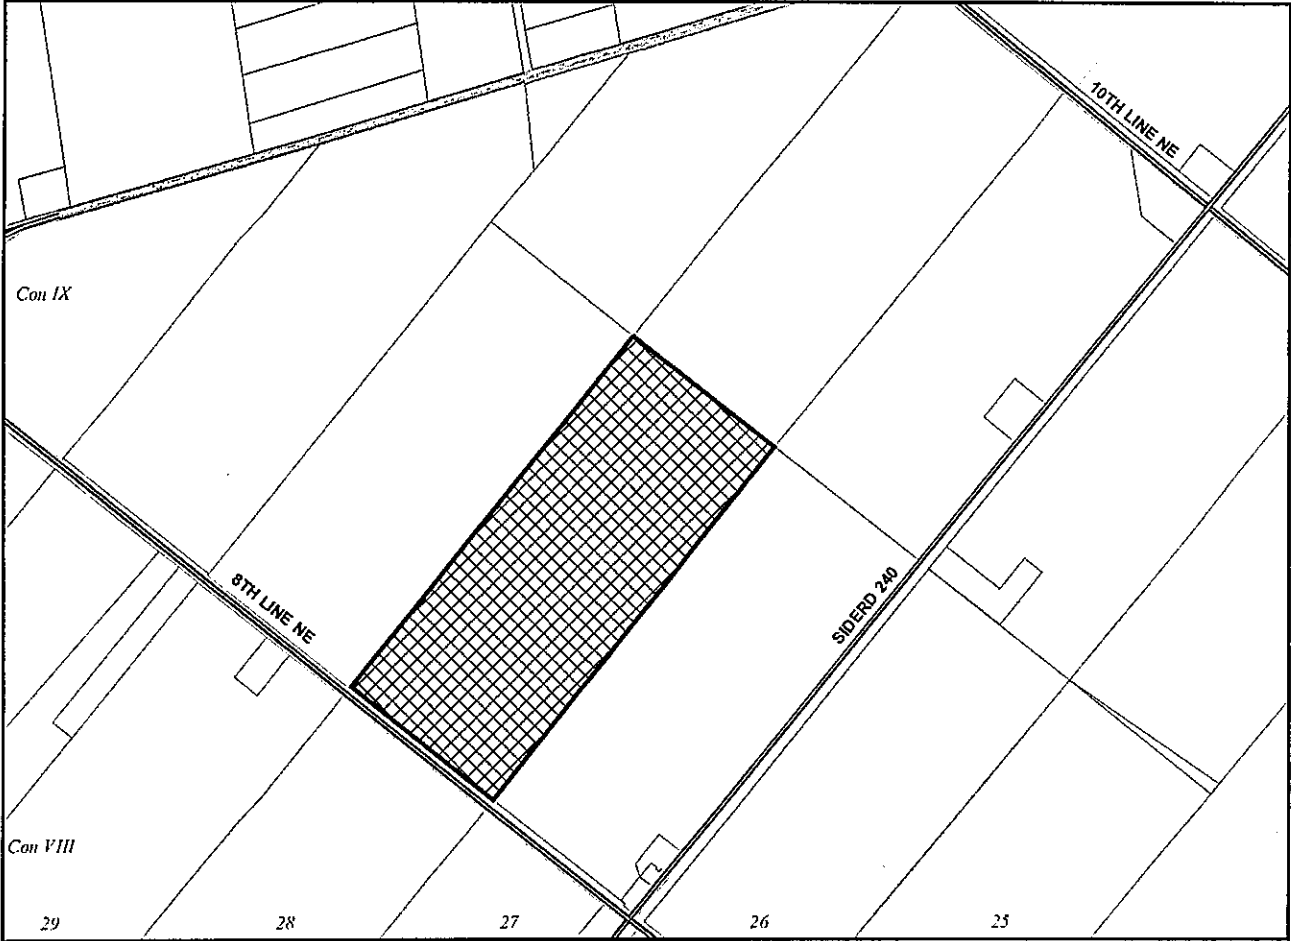 10TH LINE NE
Con IX
8TH LINE NE
SIDERD 240
Con VIII
29 28 27 26 25